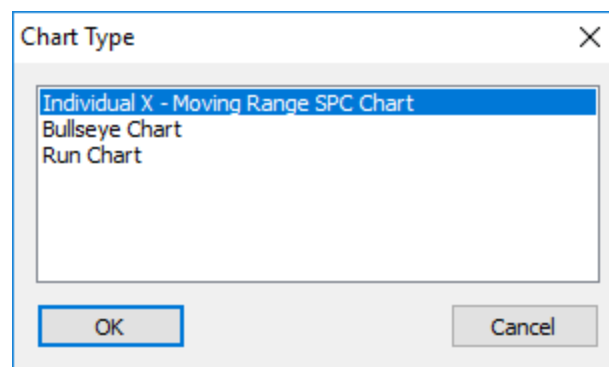 Chart Type
Individual X - Moving Range SPC Chart
Bullseye Chart
Run Chart
OK
Cancel